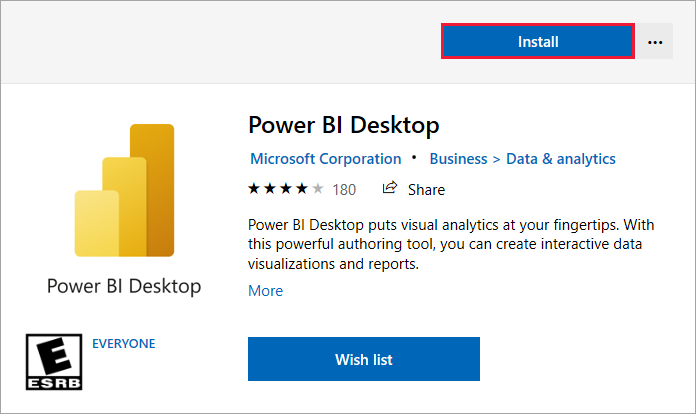 Install
...
Power BI Desktop
Microsoft Corporation • Business > Data & analytics
180 Share
Power BI Desktop puts visual analytics at your fingertips. With
this powerful authoring tool, you can create interactive data
visualizations and reports.
More
Power BI Desktop
E
ESRB
EVERYONE
Wish list